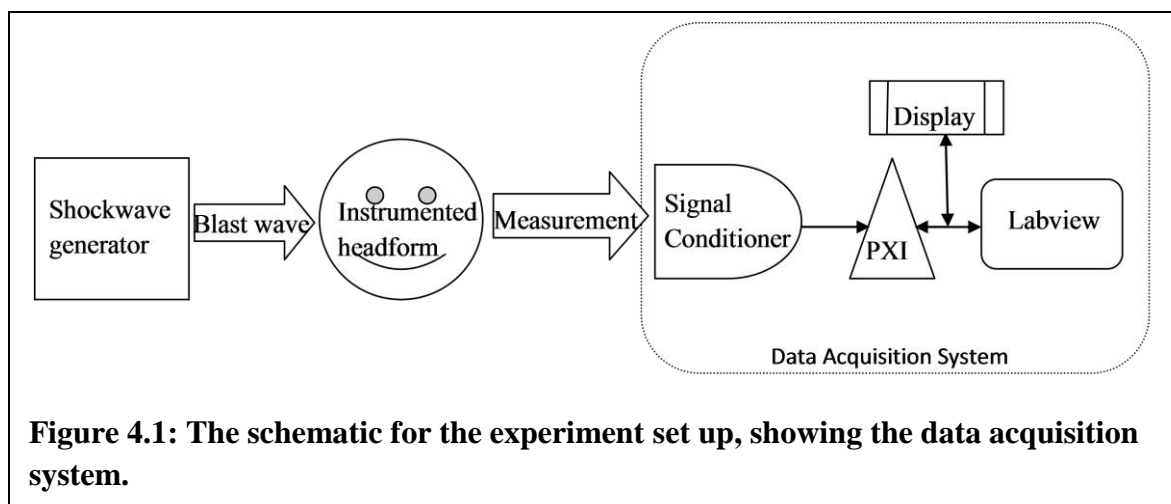 Shockwave
generator
Blast wave
Instrumented
headform
Measurement
Signal
Conditioner
PXI
Display
Labview
Data Acquisition System
Figure 4.1: The schematic for the experiment set up, showing the data acquisition
system.